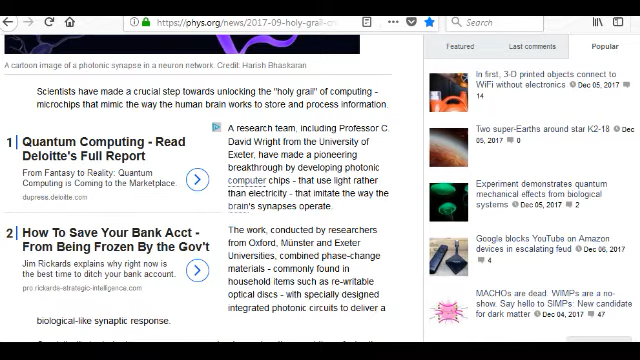 https://phys.org/news/2017-09-holy-grail-cr
Search
A cartoon image of a photonic synapse in a neuron network. Credit: Harish Bhaskaran
Scientists have made a crucial step towards unlocking the "holy grail" of computing -
microchips that mimic the way the human brain works to store and process information.
1
Quantum Computing - Read
Deloitte's Full Report
From Fantasy to Reality: Quantum
Computing is Coming to the Marketplace.
dupress.deloitte.com
2
How To Save Your Bank Acct -
From Being Frozen By the Gov't
Jim Rickards explains why right now is
the best time to ditch your bank account.
pro.rickards-strategic-intelligence.com
A research team, including Professor C.
David Wright from the University of
Exeter, have made a pioneering
breakthrough by developing photonic
computer chips - that use light rather
than electricity - that imitate the way the
brain's synapses operate.
The work, conducted by researchers
from Oxford, Münster and Exeter
Universities, combined phase-change
materials - commonly found in
household items such as re-writable
optical discs - with specially designed
integrated photonic circuits to deliver a
biological-like synaptic response.
Featured
Last comments
Popular
In first, 3-D printed objects connect to
WiFi without electronics Dec 05, 2017
14
Two super-Earths around star K2-18 Dec
05, 2017 0
Experiment demonstrates quantum
mechanical effects from biological
systems Dec 05, 2017 2
Google blocks YouTube on Amazon
devices in escalating feud Dec 06, 2017
4
MACHOs are dead. WIMPs are a no-
show. Say hello to SIMPs: New candidate
for dark matter Dec 04, 2017 47